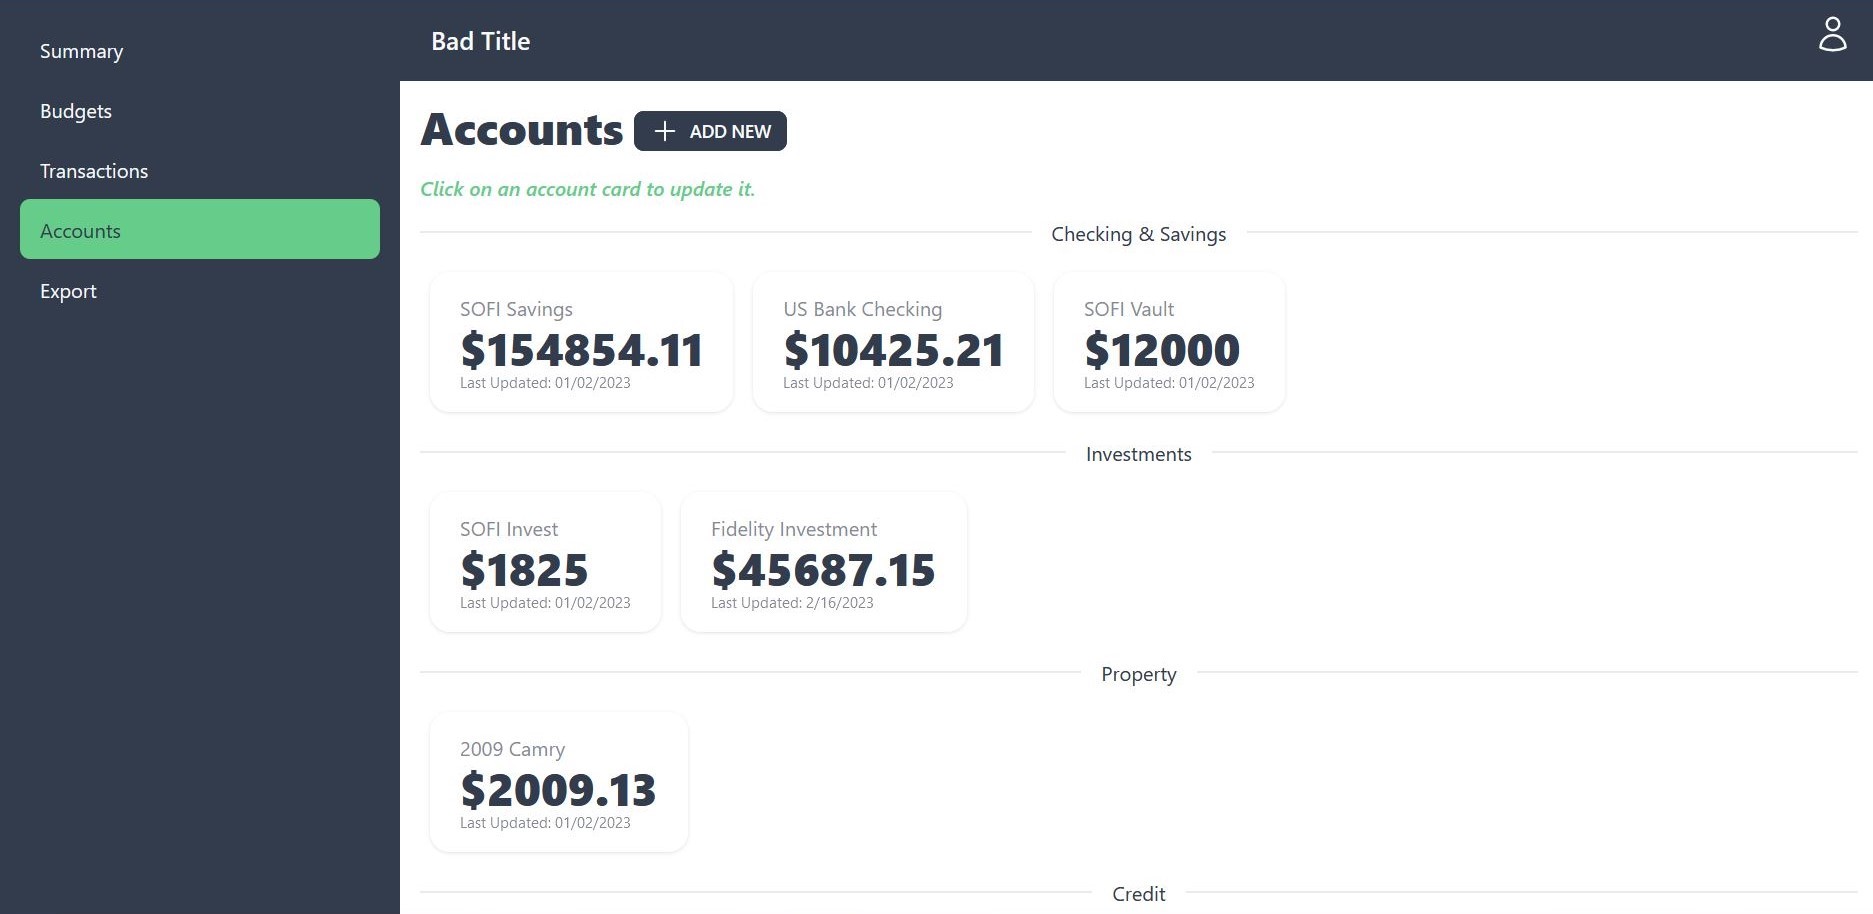 Summary
Budgets
Transactions
Accounts
Export
Bad Title
Accounts
ADD NEW
Click on an account card to update it.
Checking & Savings
SOFI Savings
$154854.11
Last Updated: 01/02/2023
US Bank Checking
$10425.21
Last Updated: 01/02/2023
SOFI Vault
$12000
Last Updated: 01/02/2023
Investments
SOFI Invest
$1825
Last Updated: 01/02/2023
Fidelity Investment
$45687.15
Last Updated: 2/16/2023
Property
2009 Camry
$2009.13
Last Updated: 01/02/2023
Credit